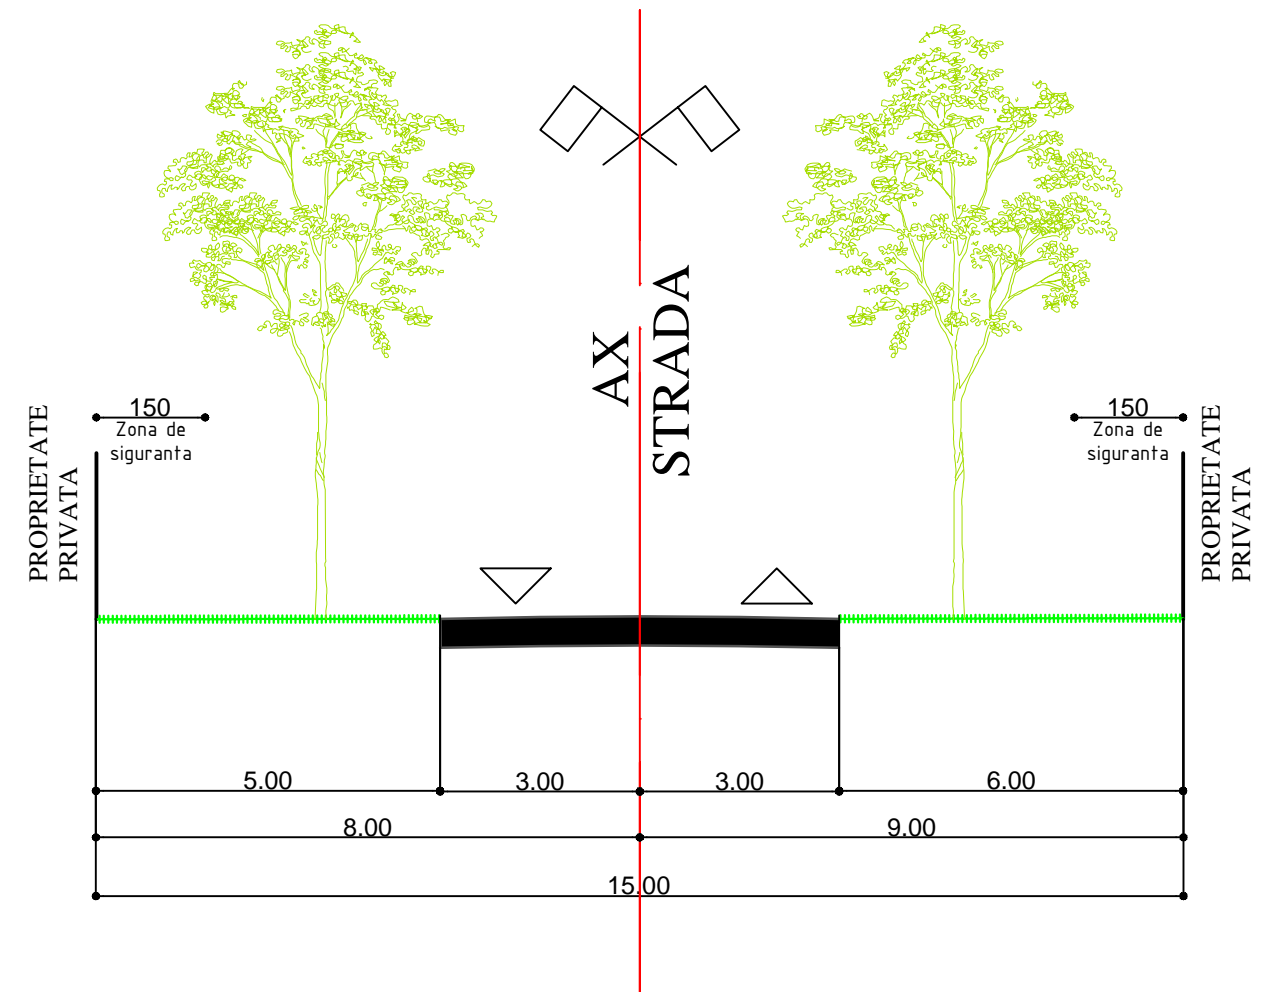 AX
STRADA
150
Zona de
siguranta
150
Zona de
siguranta
PROPRIETATE
PRIVATA
PROPRIETATE
PRIVATA
5.00
3.00
3.00
6.00
8.00
9.00
15.00